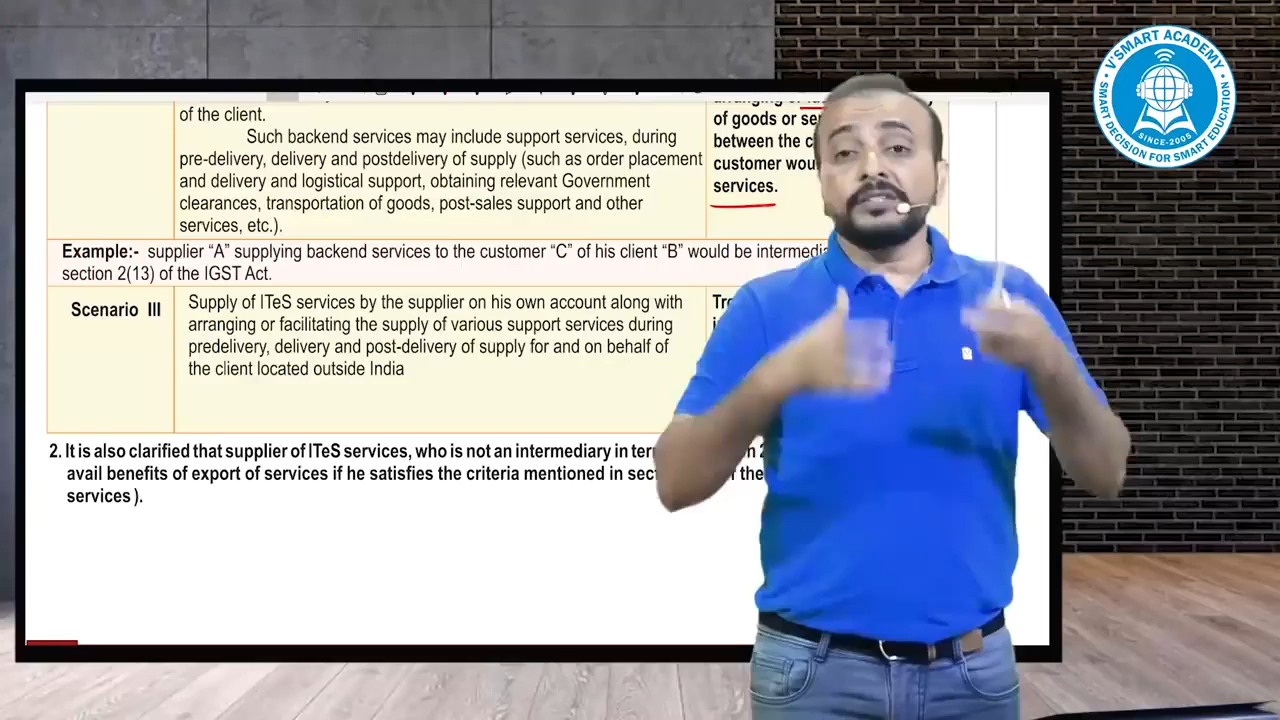 of the client.
Such backend services may include support services, during
pre-delivery, delivery and postdelivery of supply (such as order placement
and delivery and logistical support, obtaining relevant Government
clearances, transportation of goods, post-sales support and other
services, etc.).
of goods or
between the
customer
services.
Example:- supplier “A” supplying backend services to the customer “C” of his client “B” would be
section 2(13) of the IGST Act.
Scenario III
Supply of ITeS services by the supplier on his own account along with
arranging or facilitating the supply of various support services during
predelivery, delivery and post-delivery of supply for and on behalf of
the client located outside India
2. It is also clarified that supplier of ITeS services, who is not an intermediary in
avail benefits of export of services if he satisfies the criteria mentioned in
services ).
V'SMART ACADEMY
SINCE-2005
SMART DECISION FOR SMART EDUCATION